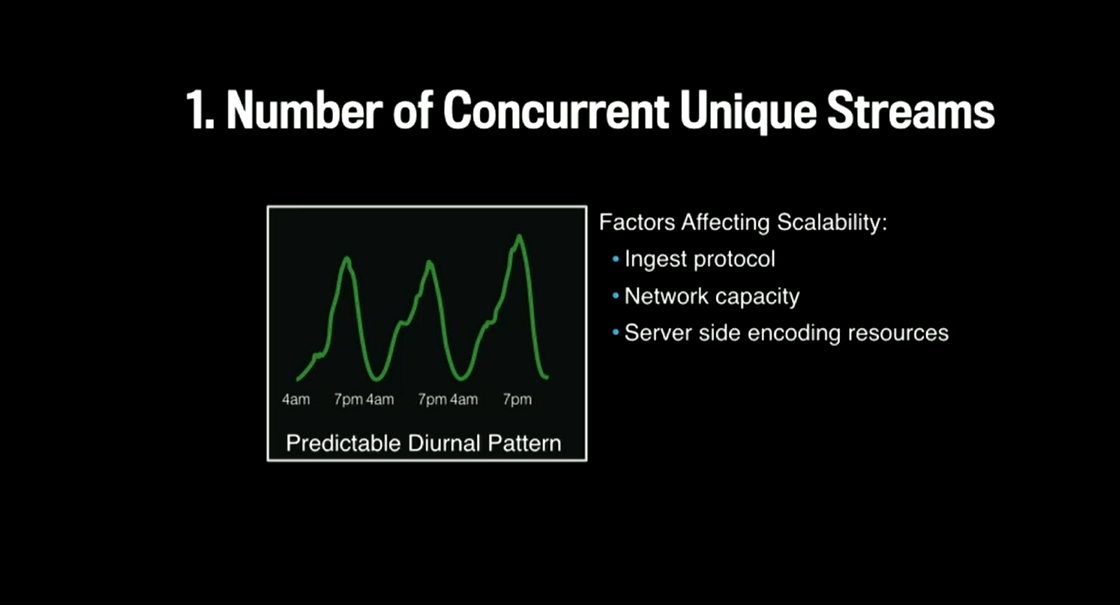 1. Number of Concurrent Unique Streams
Factors Affecting Scalability:
• Ingest protocol
• Network capacity
• Server side encoding resources
4am 7pm 4am 7pm 4am 7pm
Predictable Diurnal Pattern